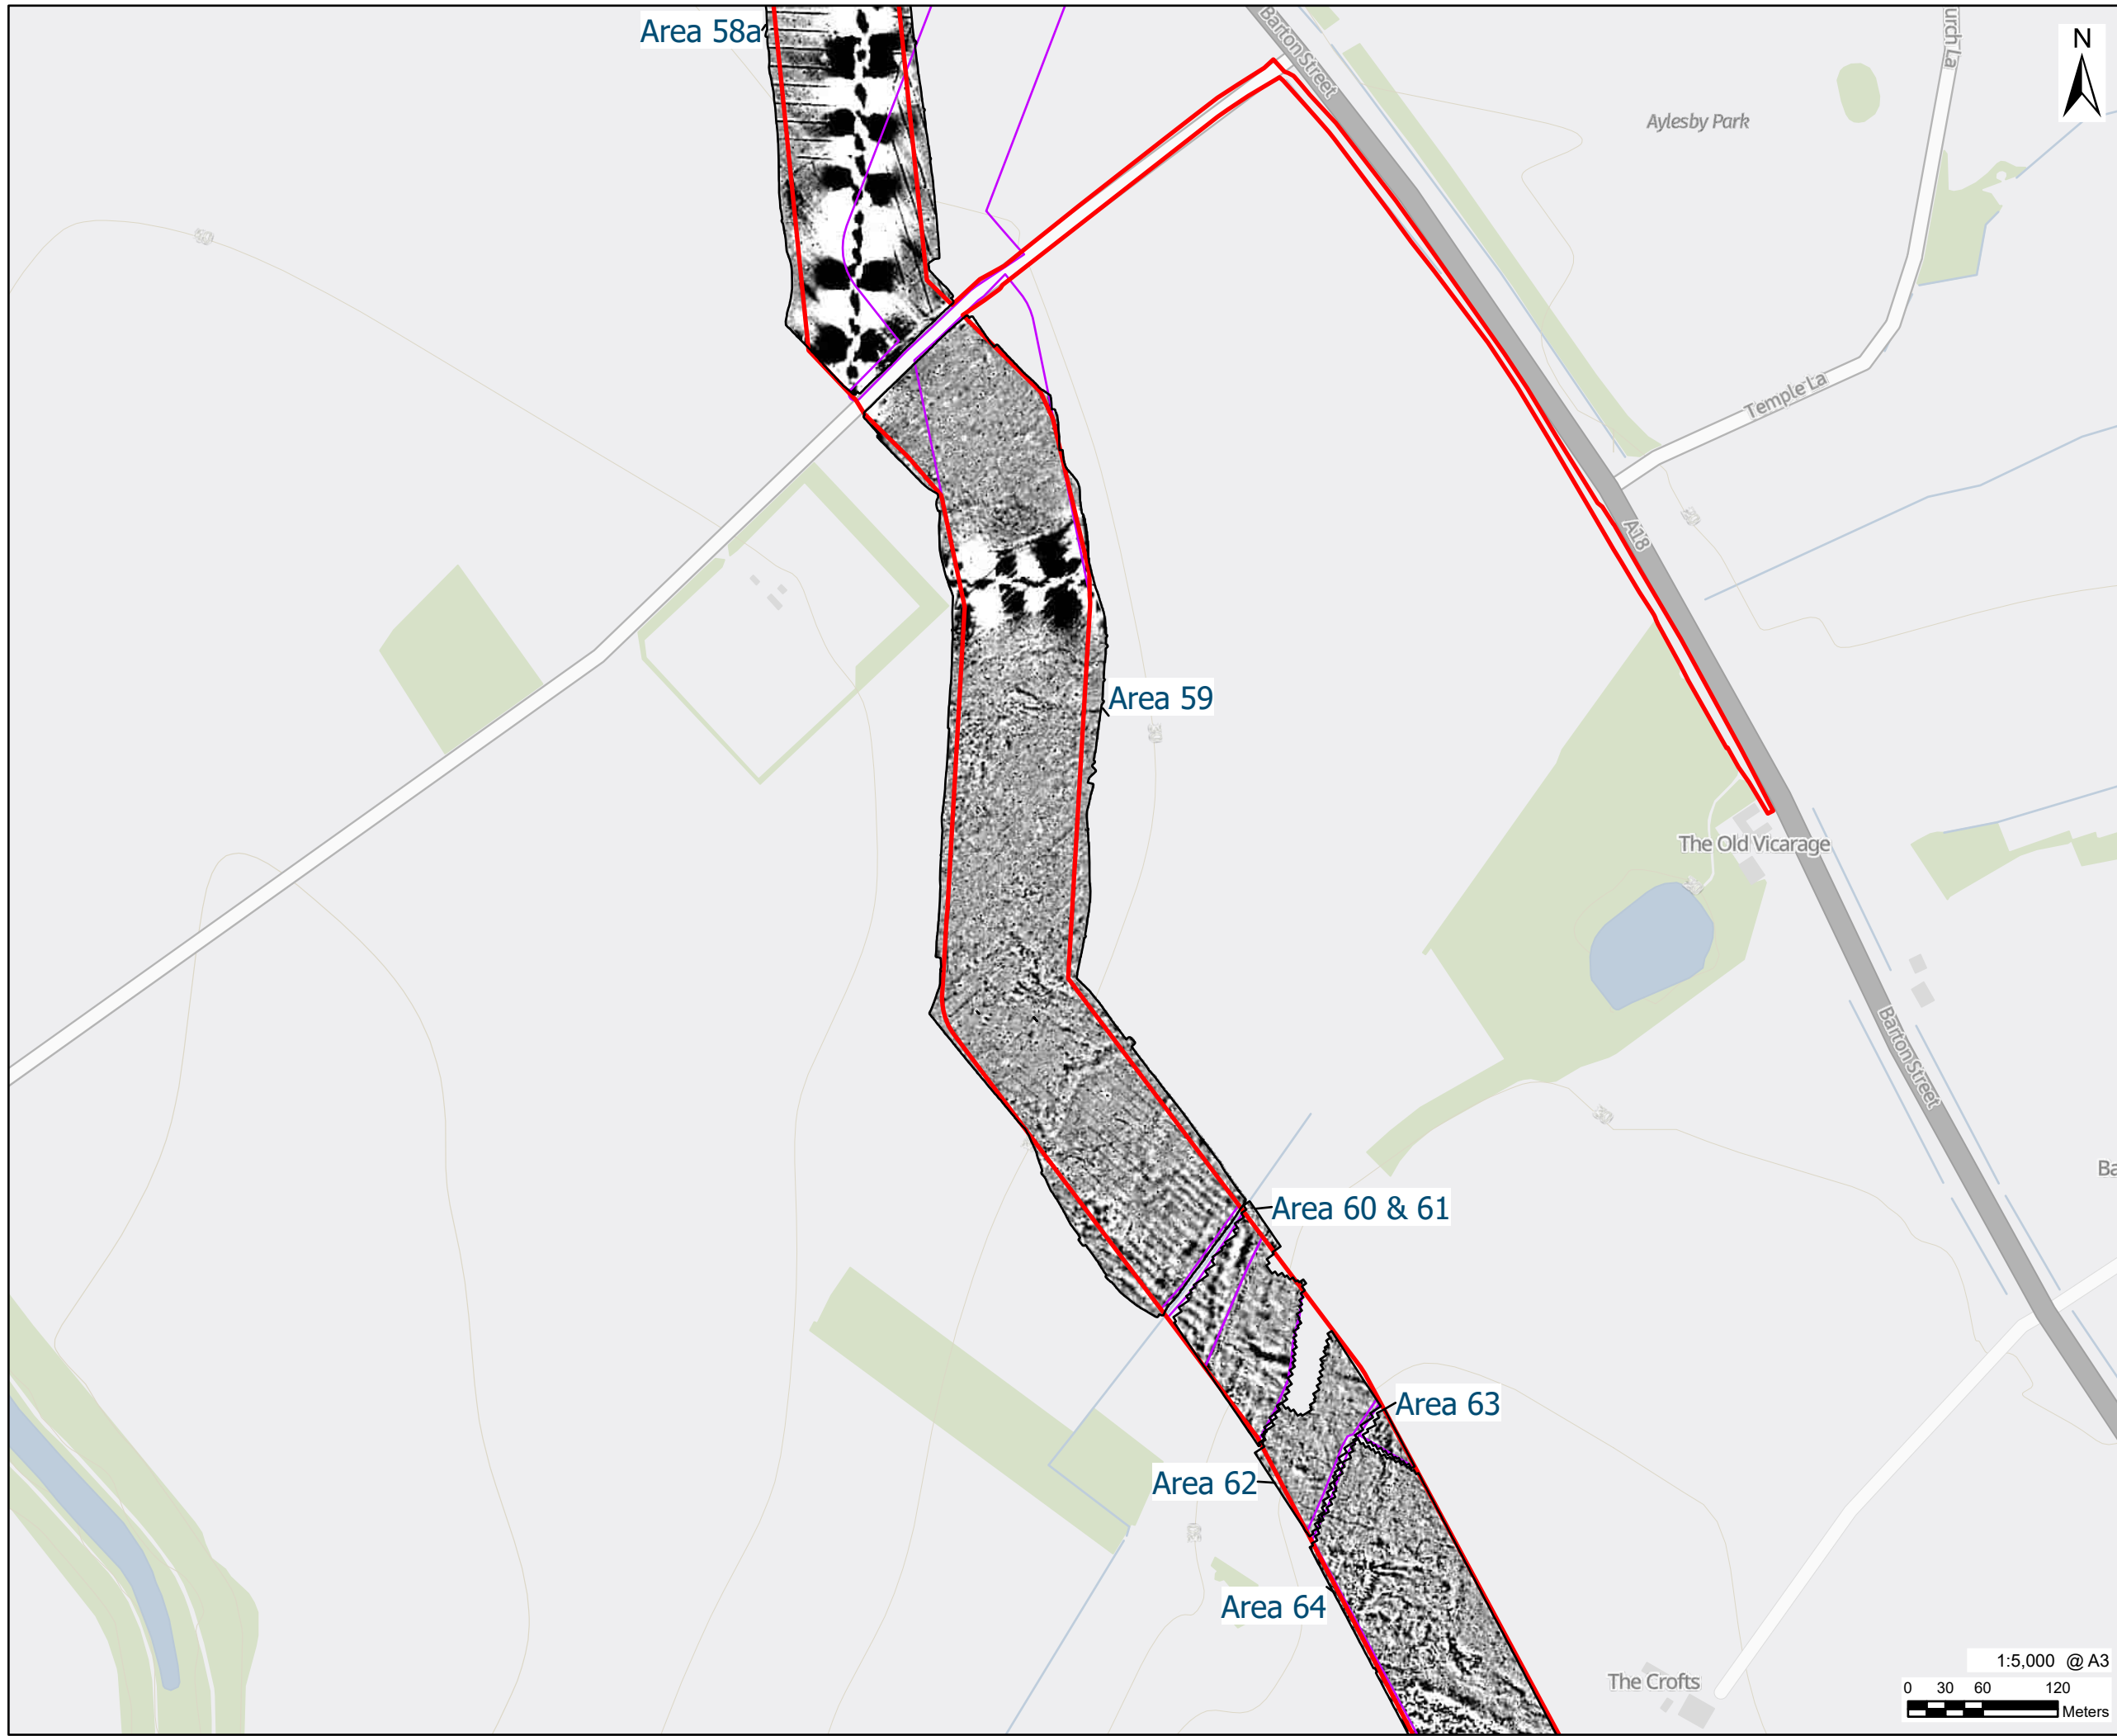 Area 58a
Barton Street
urch La
N
Aylesby Park
Temple La
A18
Area 59
The Old Vicarage
Barton Street
Ba
Area 60 & 61
Area 63
Area 62
Area 64
The Crofts
1:5,000 @ A3
0 30 60 120
Meters